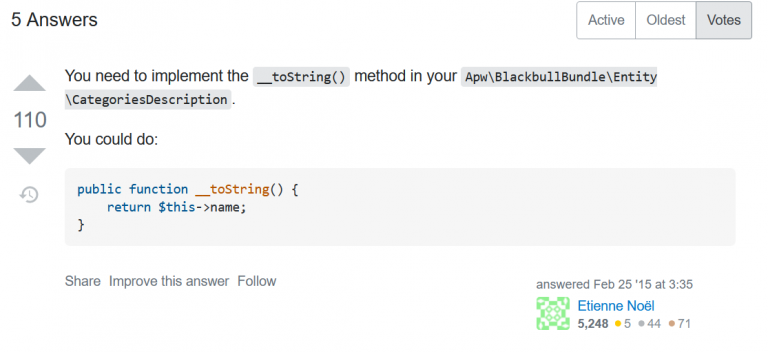 5 Answers
Active Oldest Votes
You need to implement the __toString() method in your Apw\BlackbullBundle\Entity
\CategoriesDescription.
110
You could do:
public function __toString() {
    return $this->name;
}
Share Improve this answer Follow
answered Feb 25 '15 at 3:35
Etienne Noël
5,248 5 44 71